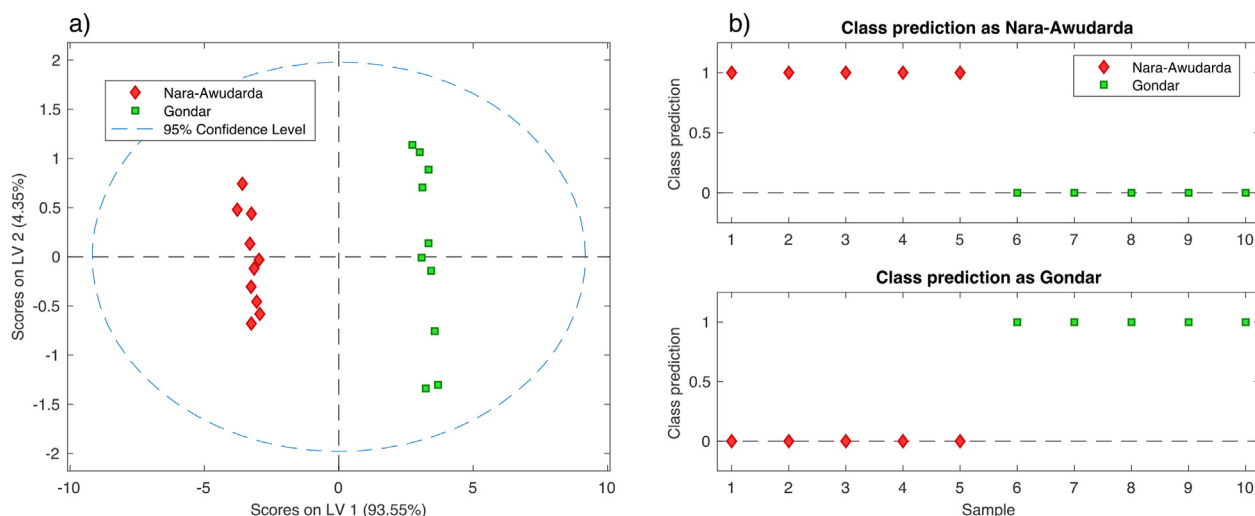 a)
2
1.5
1
0.5
0
-0.5
-1
-1.5
-2
Scores on LV 2 (4.35%)
Nara-Awudarda
Gondar
95% Confidence Level
-10 -5 0 5 10
Scores on LV 1 (93.55%)
b)
Class prediction as Nara-Awudarda
1
0.5
0
Class prediction
Nara-Awudarda
Gondar
1 2 3 4 5 6 7 8 9 10
Class prediction as Gondar
1
0.5
0
Class prediction
1 2 3 4 5 6 7 8 9 10
Sample